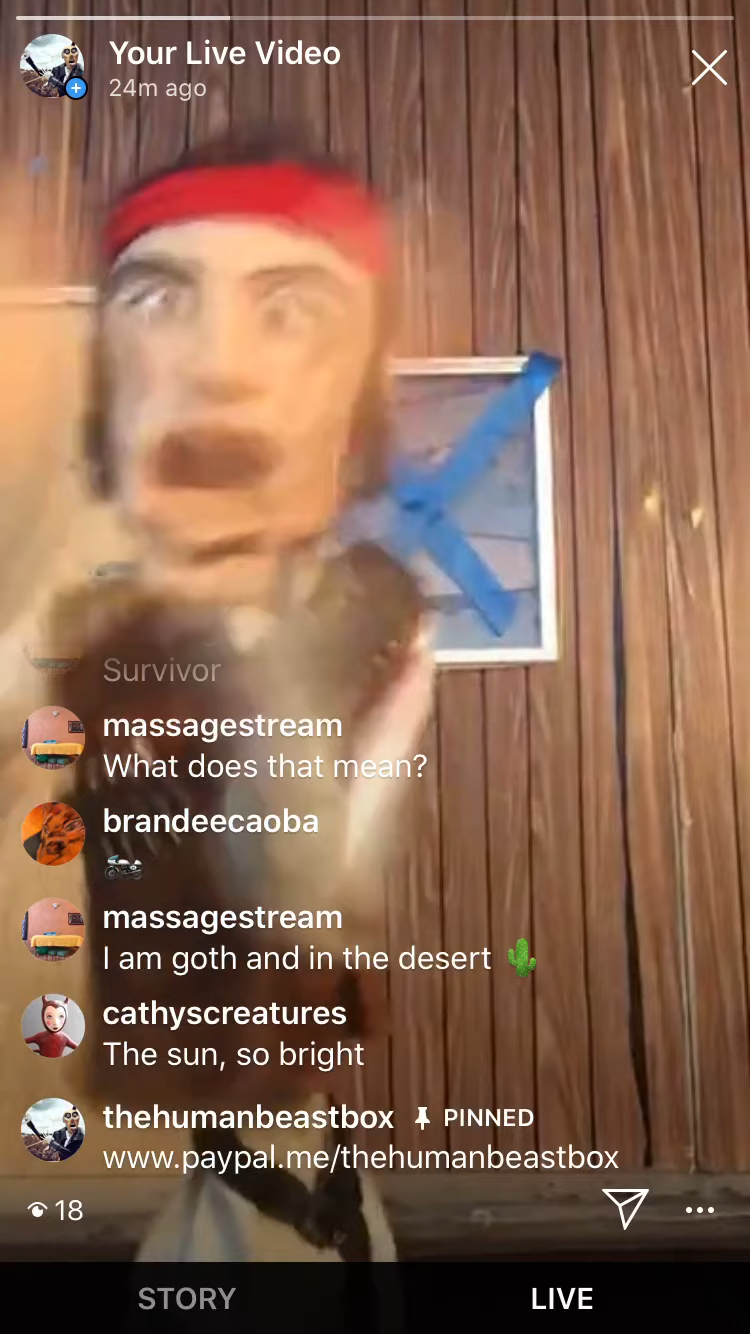 Your Live Video
24m ago
Survivor
massagestream
What does that mean?
brandeecaoba
🏍️
massagestream
I am goth and in the desert 🌵
cathyscreatures
The sun, so bright
thehumanbeastbox PINNED
www.paypal.me/thehumanbeastbox
18
STORY LIVE